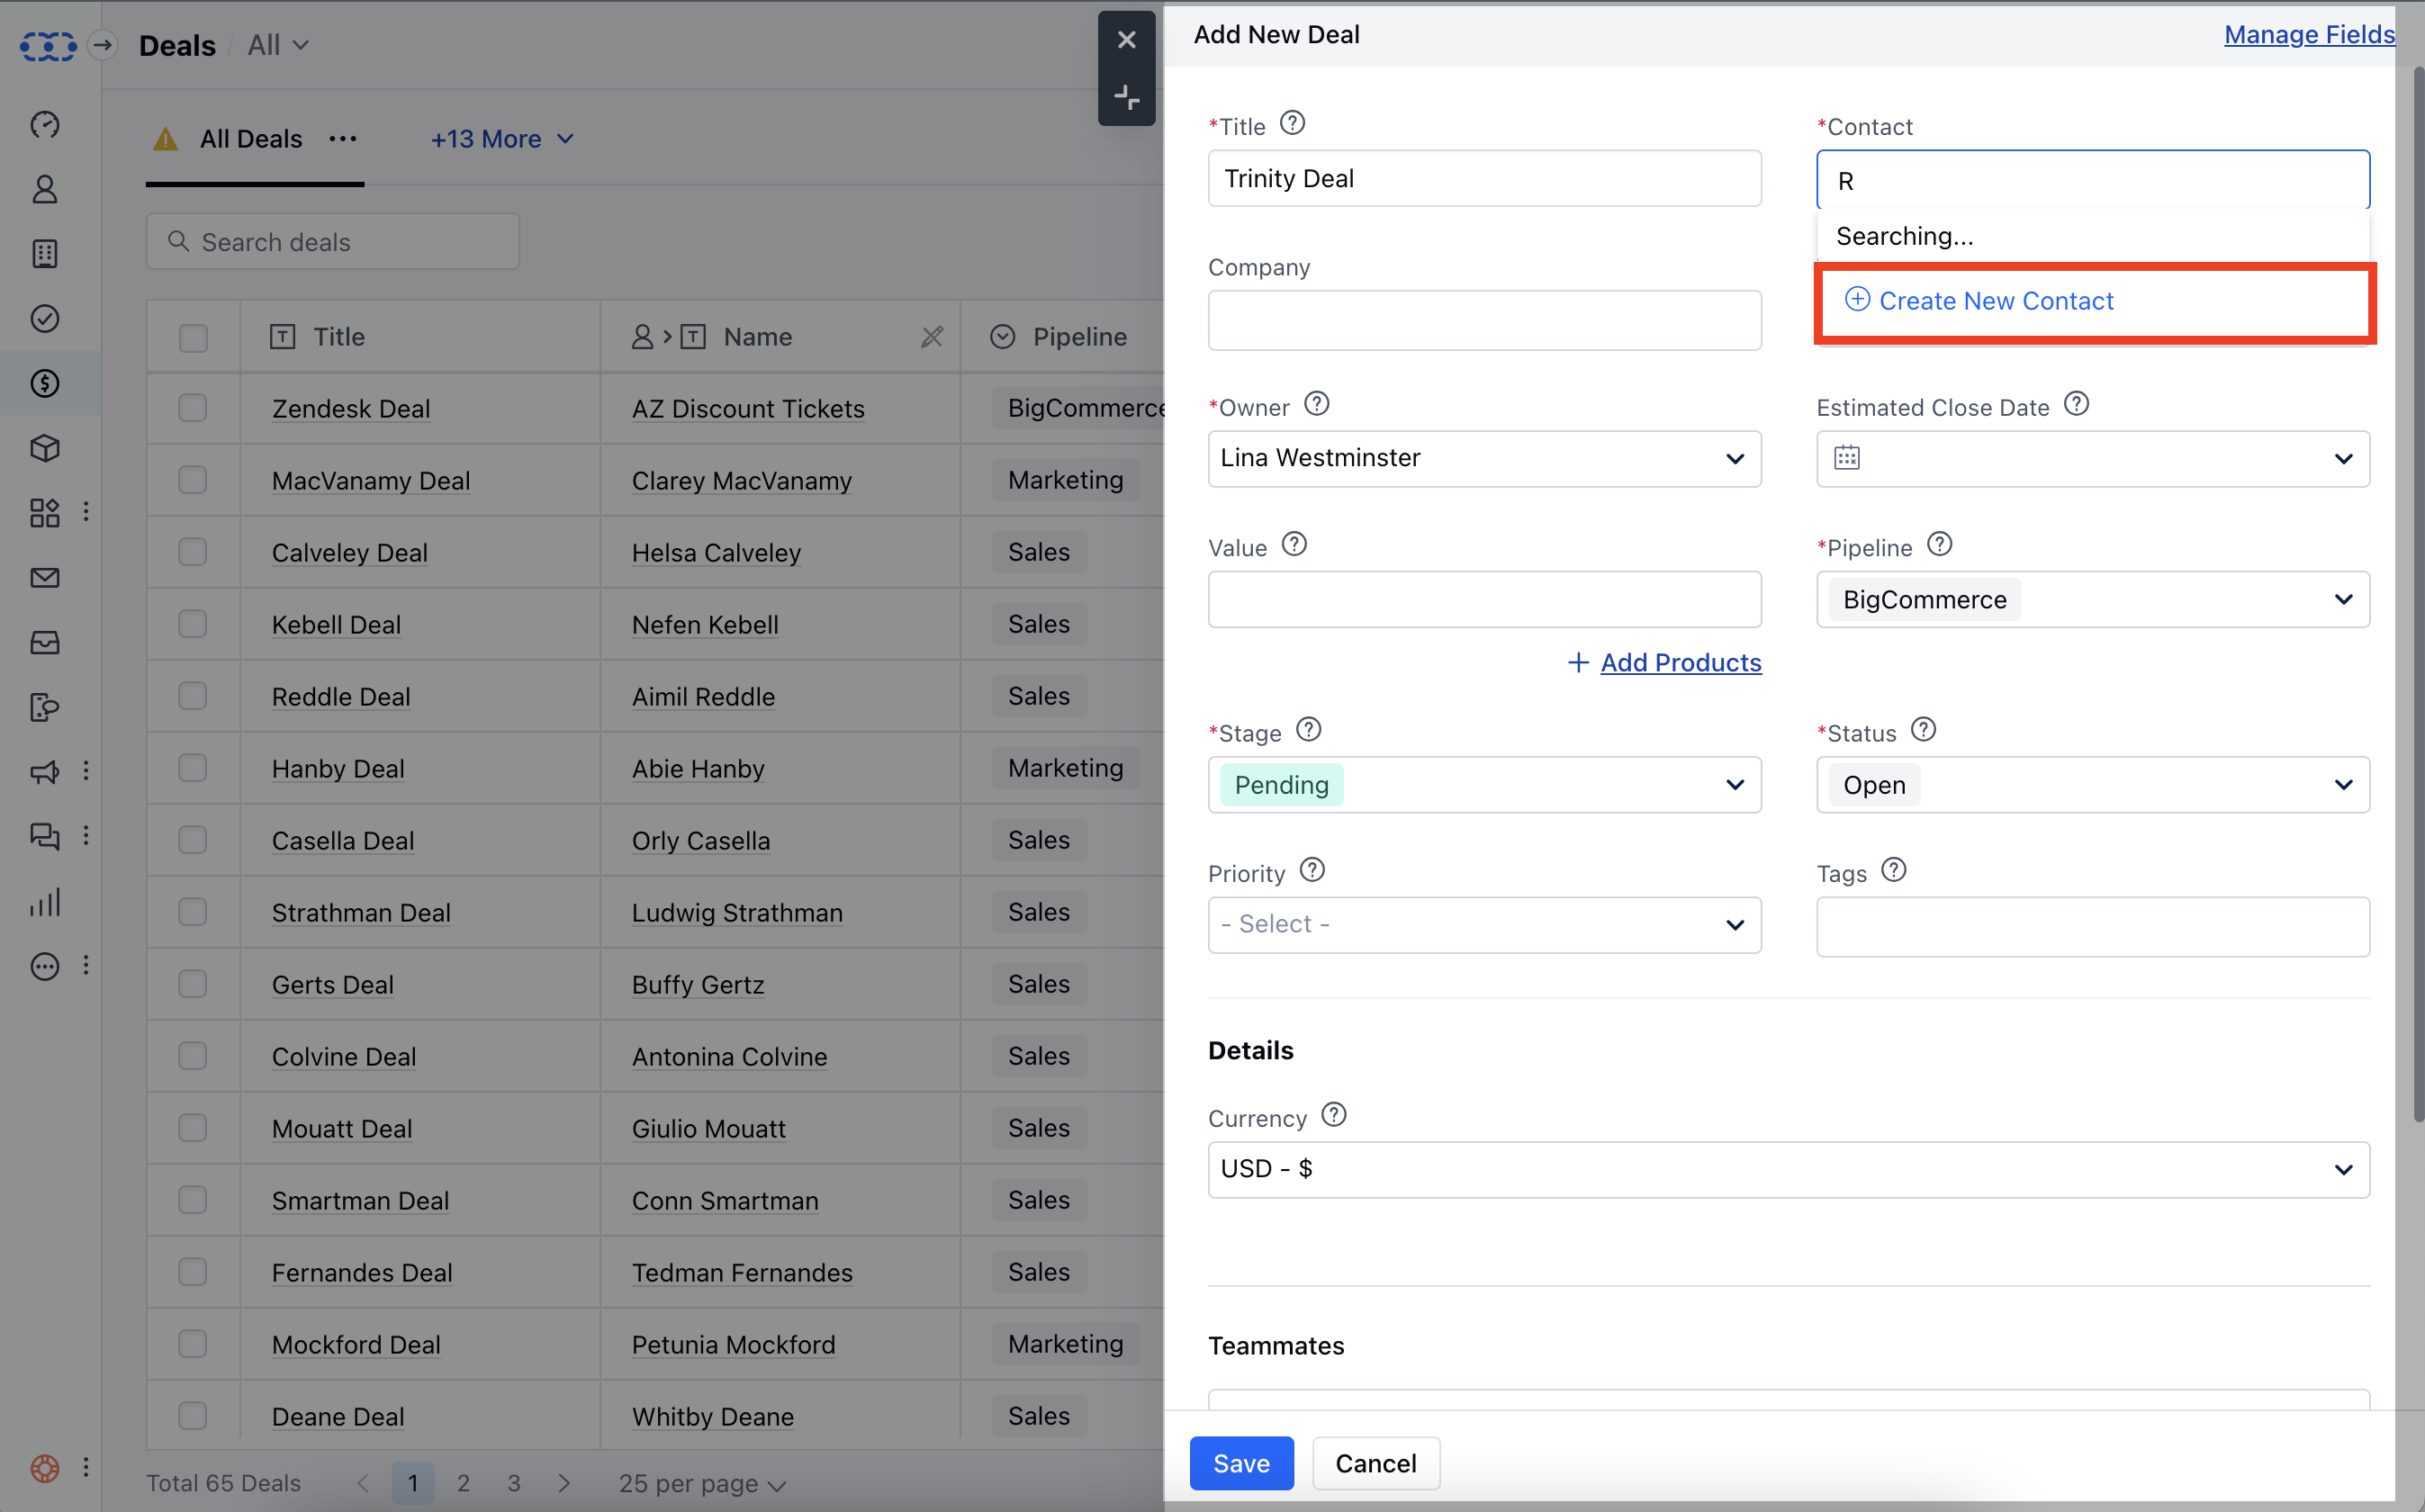 Deals / All
All Deals ••• +13 More
Search deals
Title Name Pipeline
Zendesk Deal AZ Discount Tickets BigCommerce
MacVanamy Deal Clarey MacVanamy Marketing
Calveley Deal Helsa Calveley Sales
Kebell Deal Nefen Kebell Sales
Reddle Deal Aimil Reddle Sales
Hanby Deal Abie Hanby Marketing
Casella Deal Orly Casella Sales
Strathman Deal Ludwig Strathman Sales
Gerts Deal Buffy Gertz Sales
Colvine Deal Antonina Colvine Sales
Mouatt Deal Giulio Mouatt Sales
Smartman Deal Conn Smartman Sales
Fernandes Deal Tedman Fernandes Sales
Mockford Deal Petunia Mockford Marketing
Deane Deal Whitby Deane Sales
Total 65 Deals 1 2 3 25 per page
Add New Deal Manage Fields
*Title *Contact
Trinity Deal R
Searching...
Company
Create New Contact
*Owner Estimated Close Date
Lina Westminster
Value *Pipeline
BigCommerce
+ Add Products
*Stage *Status
Pending Open
Priority Tags
- Select -
Details
Currency
USD - $
Teammates
Save Cancel